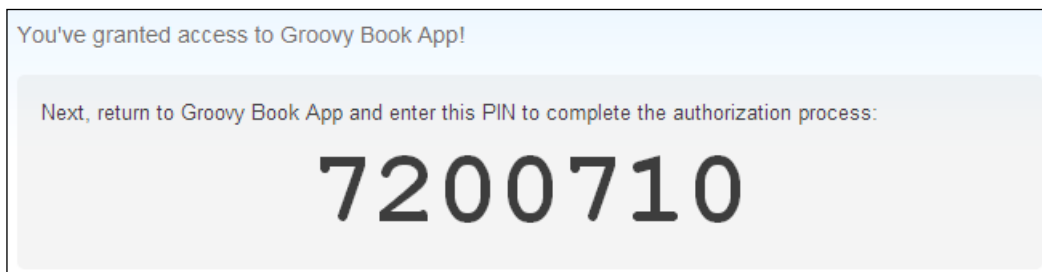 You've granted access to Groovy Book App!
Next, return to Groovy Book App and enter this PIN to complete the authorization process:
7200710